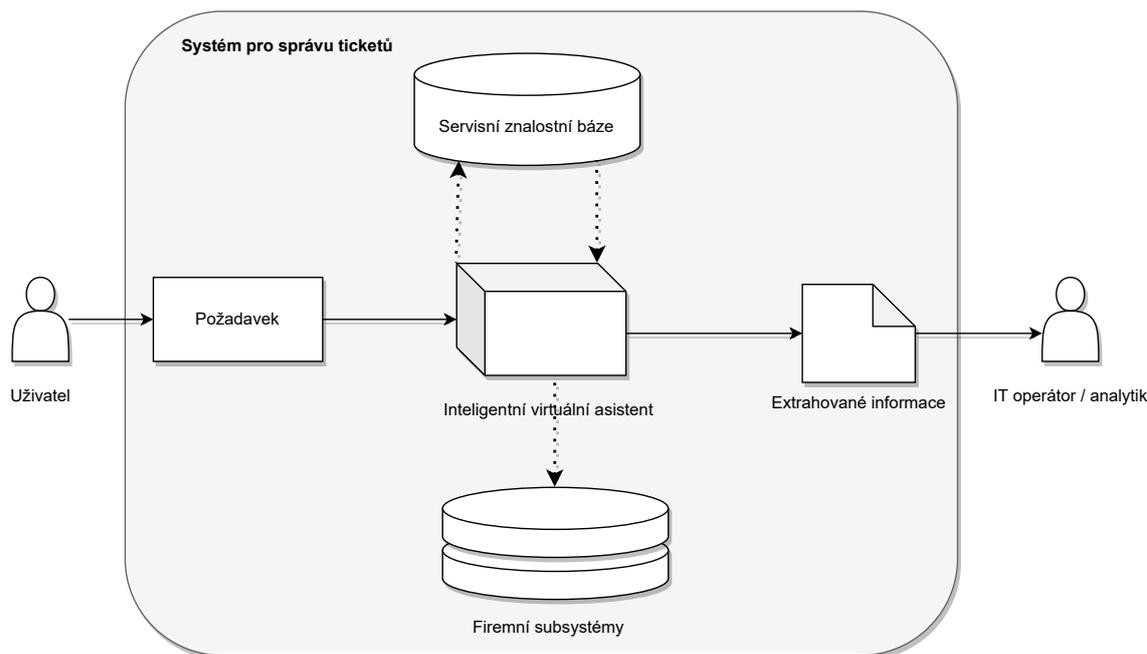 Systém pro správu ticketů
Servisní znalostní báze
Požadavek
Uživatel
Inteligentní virtuální asistent
Extrahované informace
IT operátor / analytik
Firemní subsystémy